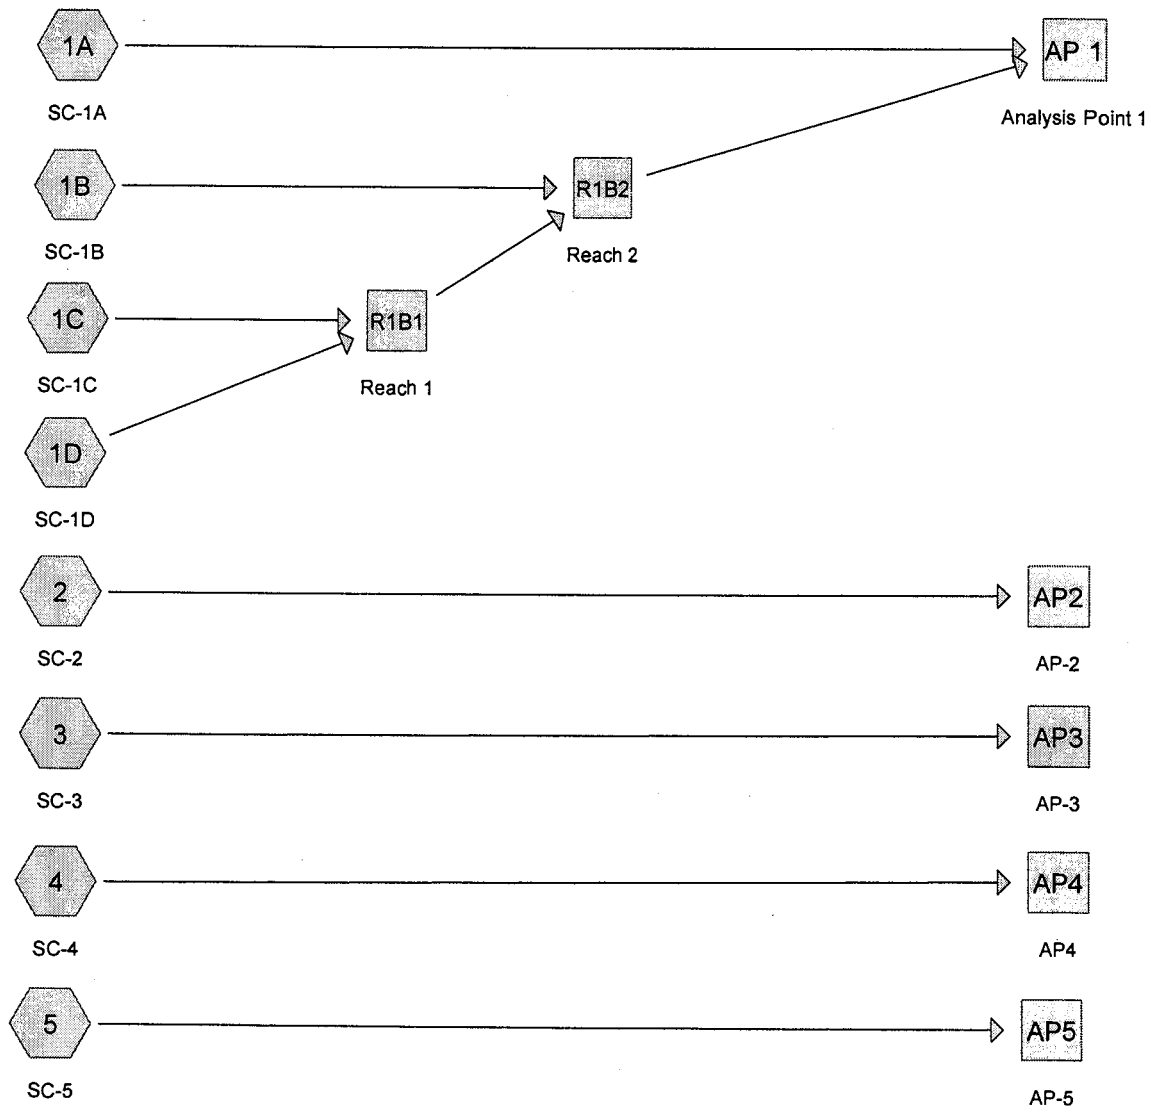 1A
AP 1
SC-1A
Analysis Point 1
1B
R1B2
SC-1B
Reach 2
1C
R1B1
SC-1C
Reach 1
1D
SC-1D
2
AP2
SC-2
AP-2
3
AP3
SC-3
AP-3
4
AP4
SC-4
AP4
5
AP5
SC-5
AP-5